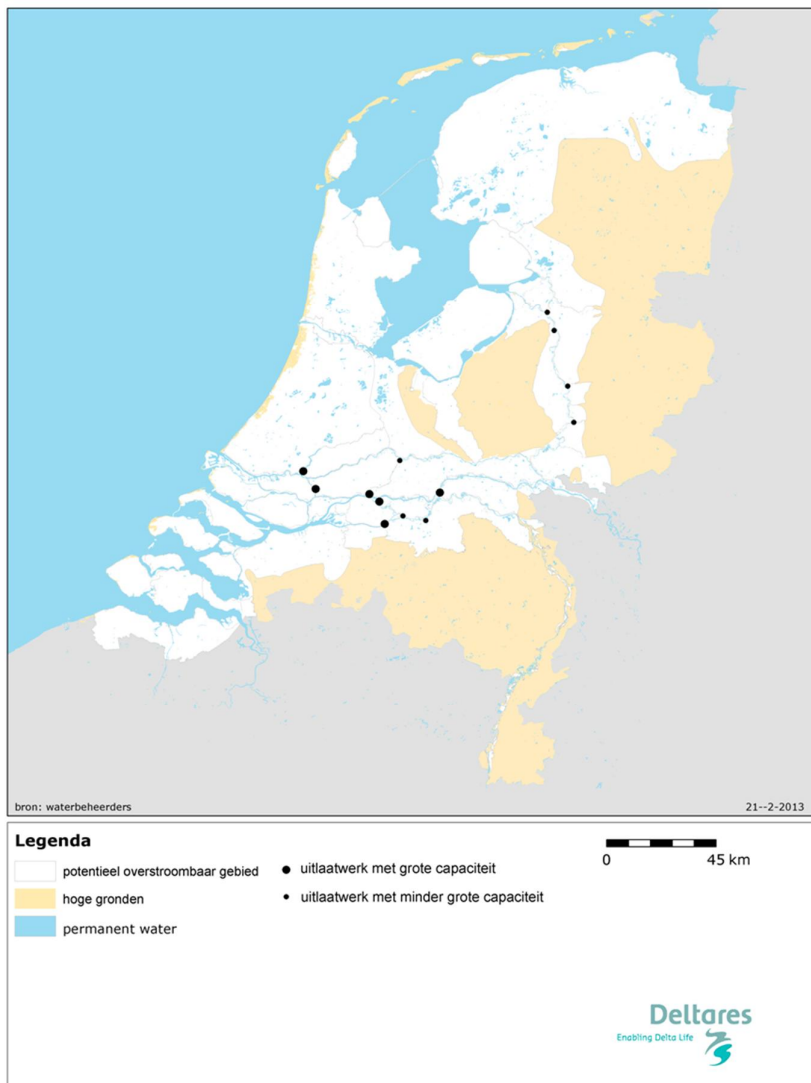 bron: waterbeheerders
21--2-2013
Legenda
potentieel overstroombaar gebied
hoge gronden
permanent water
uitlaatwerk met grote capaciteit
uitlaatwerk met minder grote capaciteit
0 45 km
Deltares
Enabling Delta Life